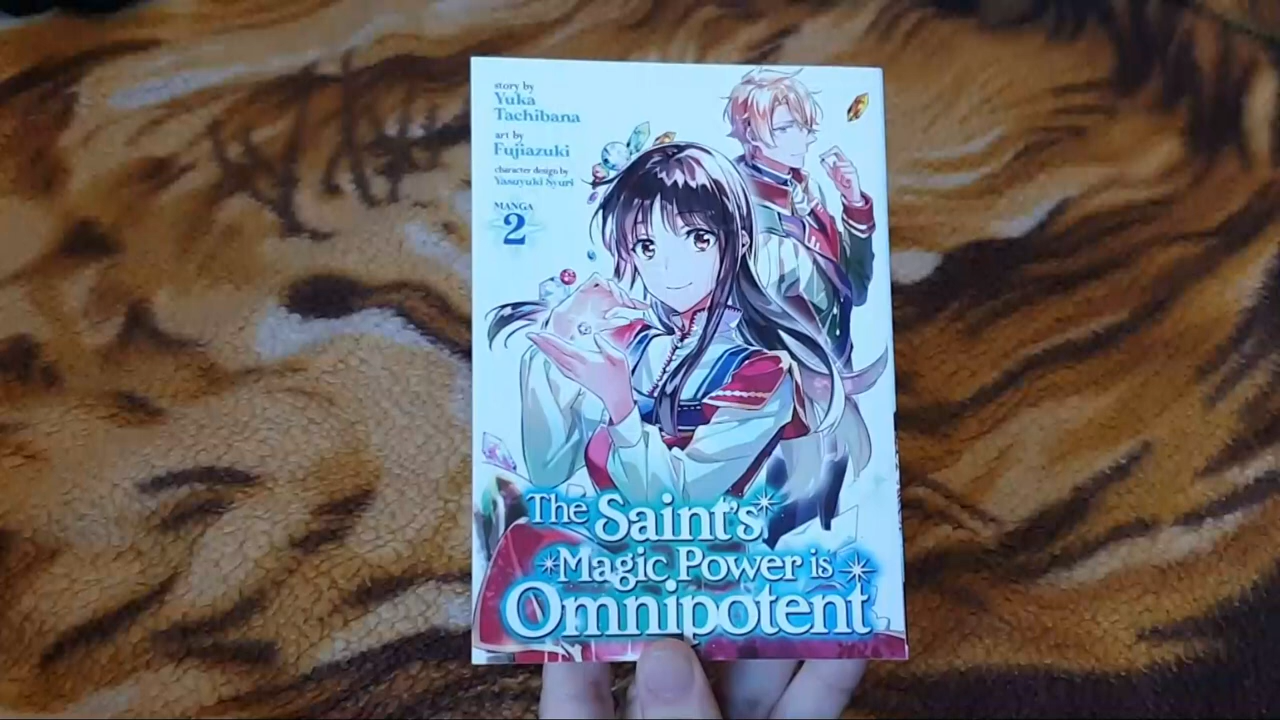 story by
Yuka
Tachibana
art by
Fujiazuki
character design by
Yasuyuki Syuri
MANGA
2
The Saint's
Magic Power is
Omnipotent